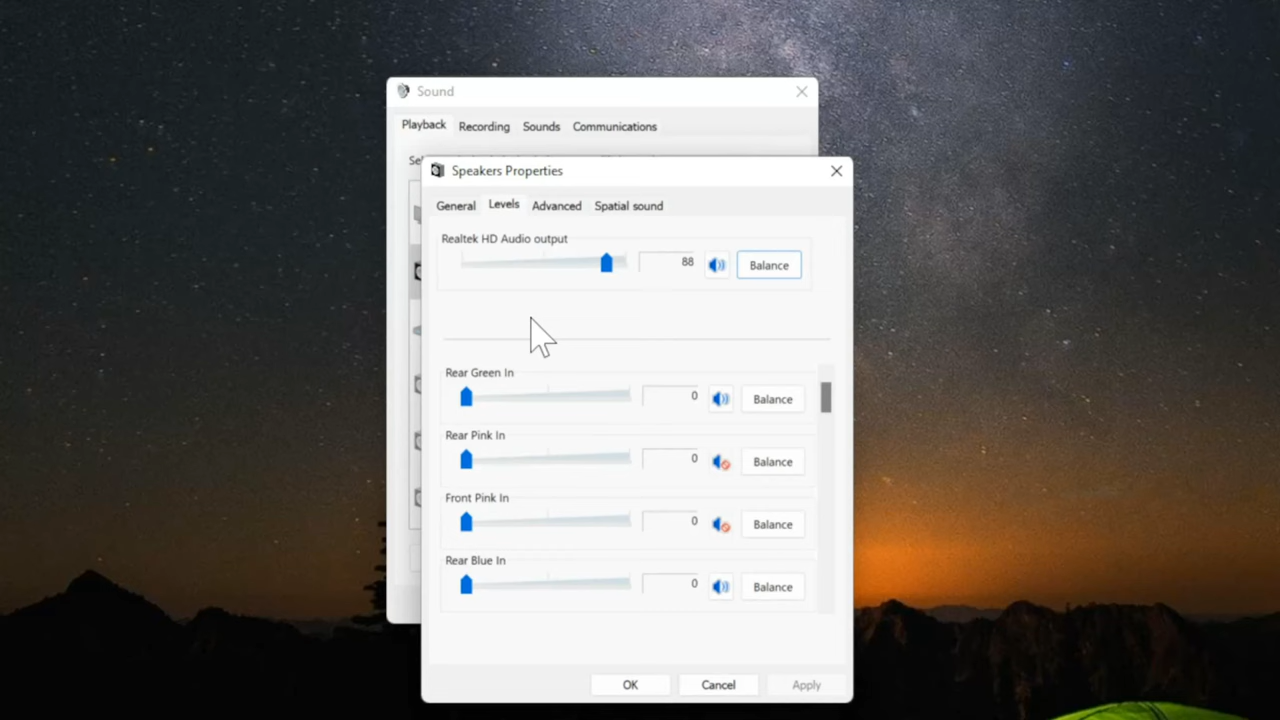 Sound
Playback Recording Sounds Communications
Se
Speakers Properties
General Levels Advanced Spatial sound
Realtek HD Audio output
88 Balance
Rear Green In
0 Balance
Rear Pink In
0 Balance
Front Pink In
0 Balance
Rear Blue In
0 Balance
OK Cancel Apply